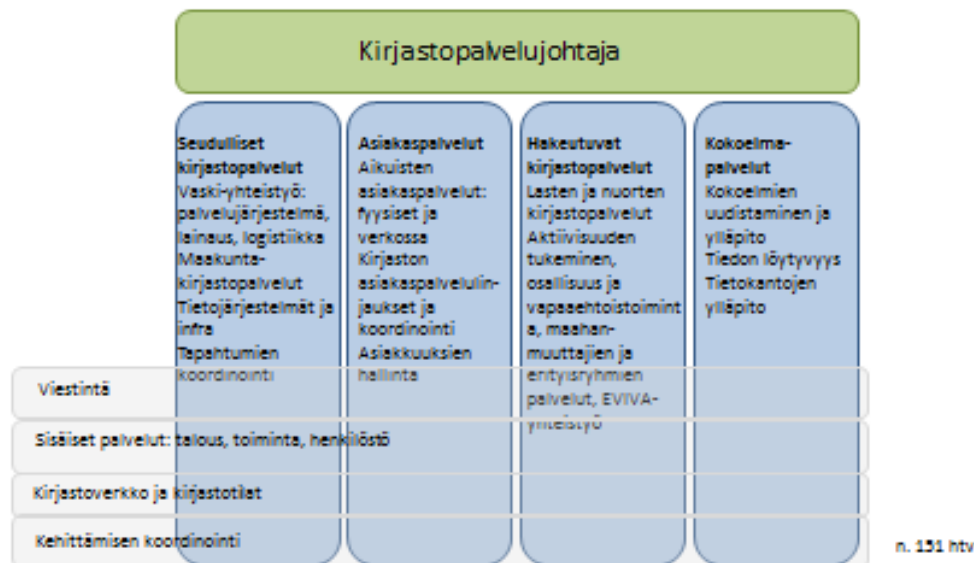 Kirjastopalvelujohtaja
Seudulliset
kirjastopalvelut
Vaski-yhteistyö:
palvelujärjestelmä,
lainaus, logistiikka
Maakunta-
kirjastopalvelut
Tietojärjestelmät ja
infra
Tapahtumien
koordinointi
Asiakaspalvelut
Aikuisten
asiakaspalvelut:
fyysiset ja
verkossa
Kirjaston
asiakaspalvelulin-
jaukset ja
koordinointi
Asiakkuuksien
hallinta
Hakeutuvat
kirjastopalvelut
Lasten ja nuorten
kirjastopalvelut
Aktiivisuuden
tukeminen,
osallisuus ja
vapaaehtoistoimint
a, maahan-
muuttajien ja
erityisryhmien
palvelut, EVIVA-
yhteistyö
Kokoelma-
palvelut
Kokoelmien
uudistaminen ja
ylläpito
Tiedon löytyvyys
Tietokantojen
ylläpito
Viestintä
Sisäiset palvelut: talous, toiminta, henkilöstö
Kirjastoverkko ja kirjastotilat
Kehittämisen koordinointi
n. 151 htv